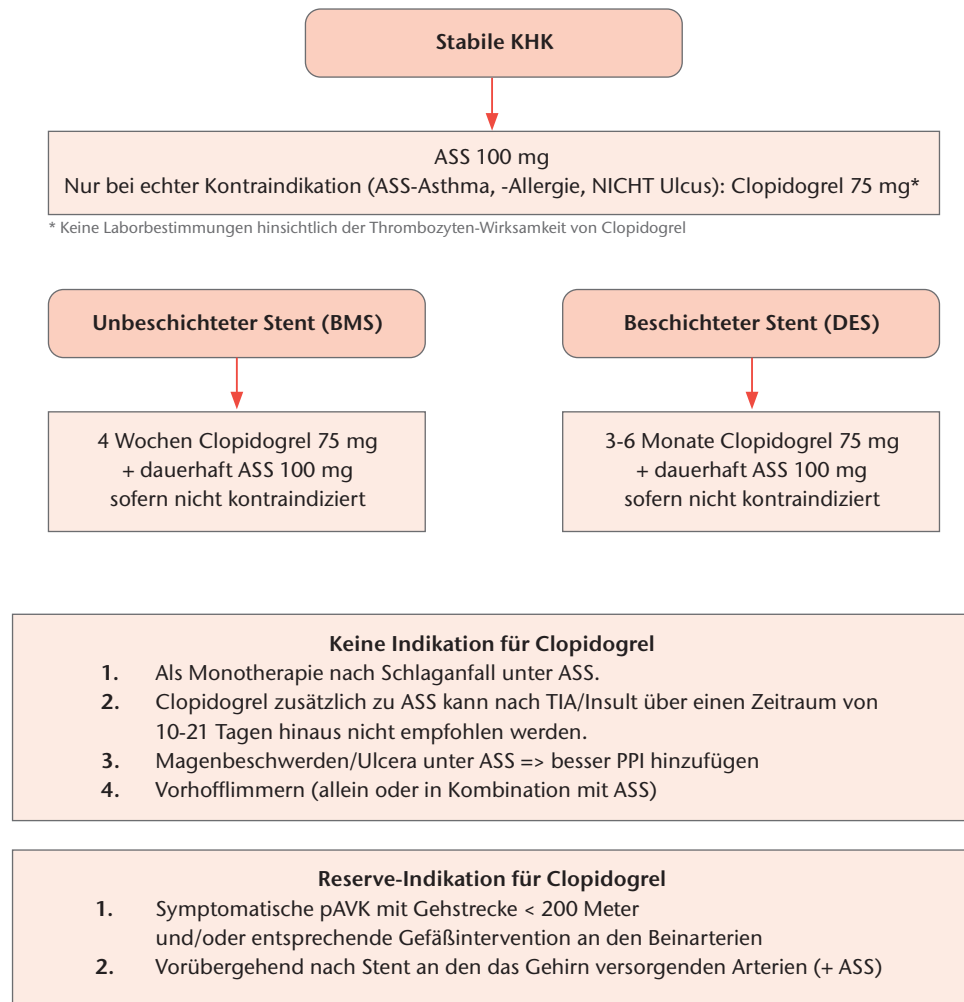 Stabile KHK
ASS 100 mg
Nur bei echter Kontraindikation (ASS-Asthma, -Allergie, NICHT Ulcus): Clopidogrel 75 mg*
* Keine Laborbestimmungen hinsichtlich der Thrombozyten-Wirksamkeit von Clopidogrel
Unbeschichteter Stent (BMS)
4 Wochen Clopidogrel 75 mg
+ dauerhaft ASS 100 mg
sofern nicht kontraindiziert
Beschichteter Stent (DES)
3-6 Monate Clopidogrel 75 mg
+ dauerhaft ASS 100 mg
sofern nicht kontraindiziert
Keine Indikation für Clopidogrel
1. Als Monotherapie nach Schlaganfall unter ASS.
2. Clopidogrel zusätzlich zu ASS kann nach TIA/Insult über einen Zeitraum von
10-21 Tagen hinaus nicht empfohlen werden.
3. Magenbeschwerden/Ulcera unter ASS => besser PPI hinzufügen
4. Vorhofflimmern (allein oder in Kombination mit ASS)
Reserve-Indikation für Clopidogrel
1. Symptomatische pAVK mit Gehstrecke < 200 Meter
und/oder entsprechende Gefäßintervention an den Beinarterien
2. Vorübergehend nach Stent an den das Gehirn versorgenden Arterien (+ ASS)